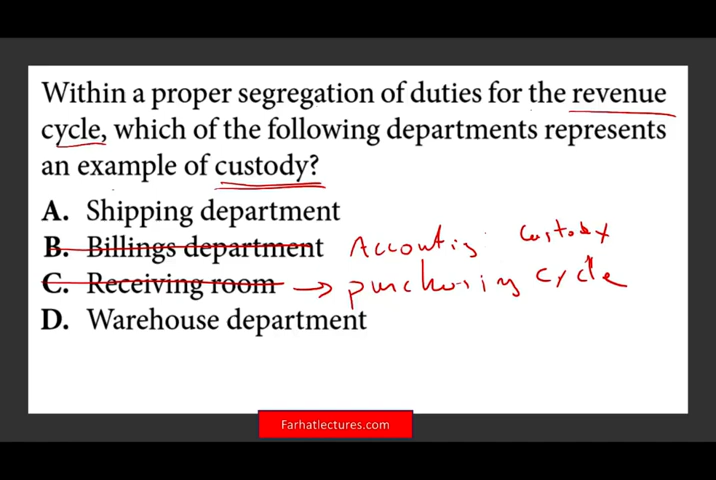 Within a proper segregation of duties for the revenue
cycle, which of the following departments represents
an example of custody?
A. Shipping department
B. Billings department Accounting custody
C. Receiving room → purchasing cycle
D. Warehouse department
Farhatlectures.com